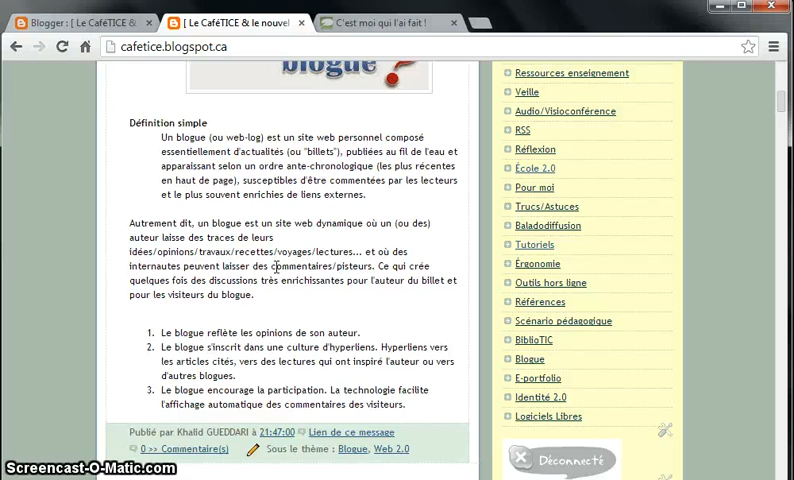 Blogger : [ Le CaféTICE &
[ Le CaféTICE & le nouvel
C'est moi qui l'ai fait !
cafetice.blogspot.ca
blogue
?
Définition simple
Un blogue (ou web-log) est un site web personnel composé
essentiellement d'actualités (ou "billets"), publiées au fil de l'eau et
apparaissant selon un ordre ante-chronologique (les plus récentes
en haut de page), susceptibles d'être commentées par les lecteurs
et le plus souvent enrichies de liens externes.
Autrement dit, un blogue est un site web dynamique où un (ou des)
auteur laisse des traces de leurs
idées/opinions/travaux/recettes/voyages/lectures... et où des
internautes peuvent laisser des commentaires/pisteurs. Ce qui crée
quelques fois des discussions très enrichissantes pour l'auteur du billet et
pour les visiteurs du blogue.
1. Le blogue reflète les opinions de son auteur.
2. Le blogue s'inscrit dans une culture d'hyperliens. Hyperliens vers
les articles cités, vers des lectures qui ont inspiré l'auteur ou vers
d'autres blogues.
3. Le blogue encourage la participation. La technologie facilite
l'affichage automatique des commentaires des visiteurs.
Publié par Khalid GUEDDARI à 21:47:00 Lien de ce message
0 >> Commentaire(s) Sous le thème : Blogue, Web 2.0
Ressources enseignement
Veille
Audio/Visioconférence
RSS
Réflexion
École 2.0
Pour moi
Trucs/Astuces
Baladodiffusion
Tutoriels
Érgonomie
Outils hors ligne
Références
Scénario pédagogique
BiblioTIC
Blogue
E-portfolio
Identité 2.0
Logiciels Libres
Déconnecté
Screencast-O-Matic.com